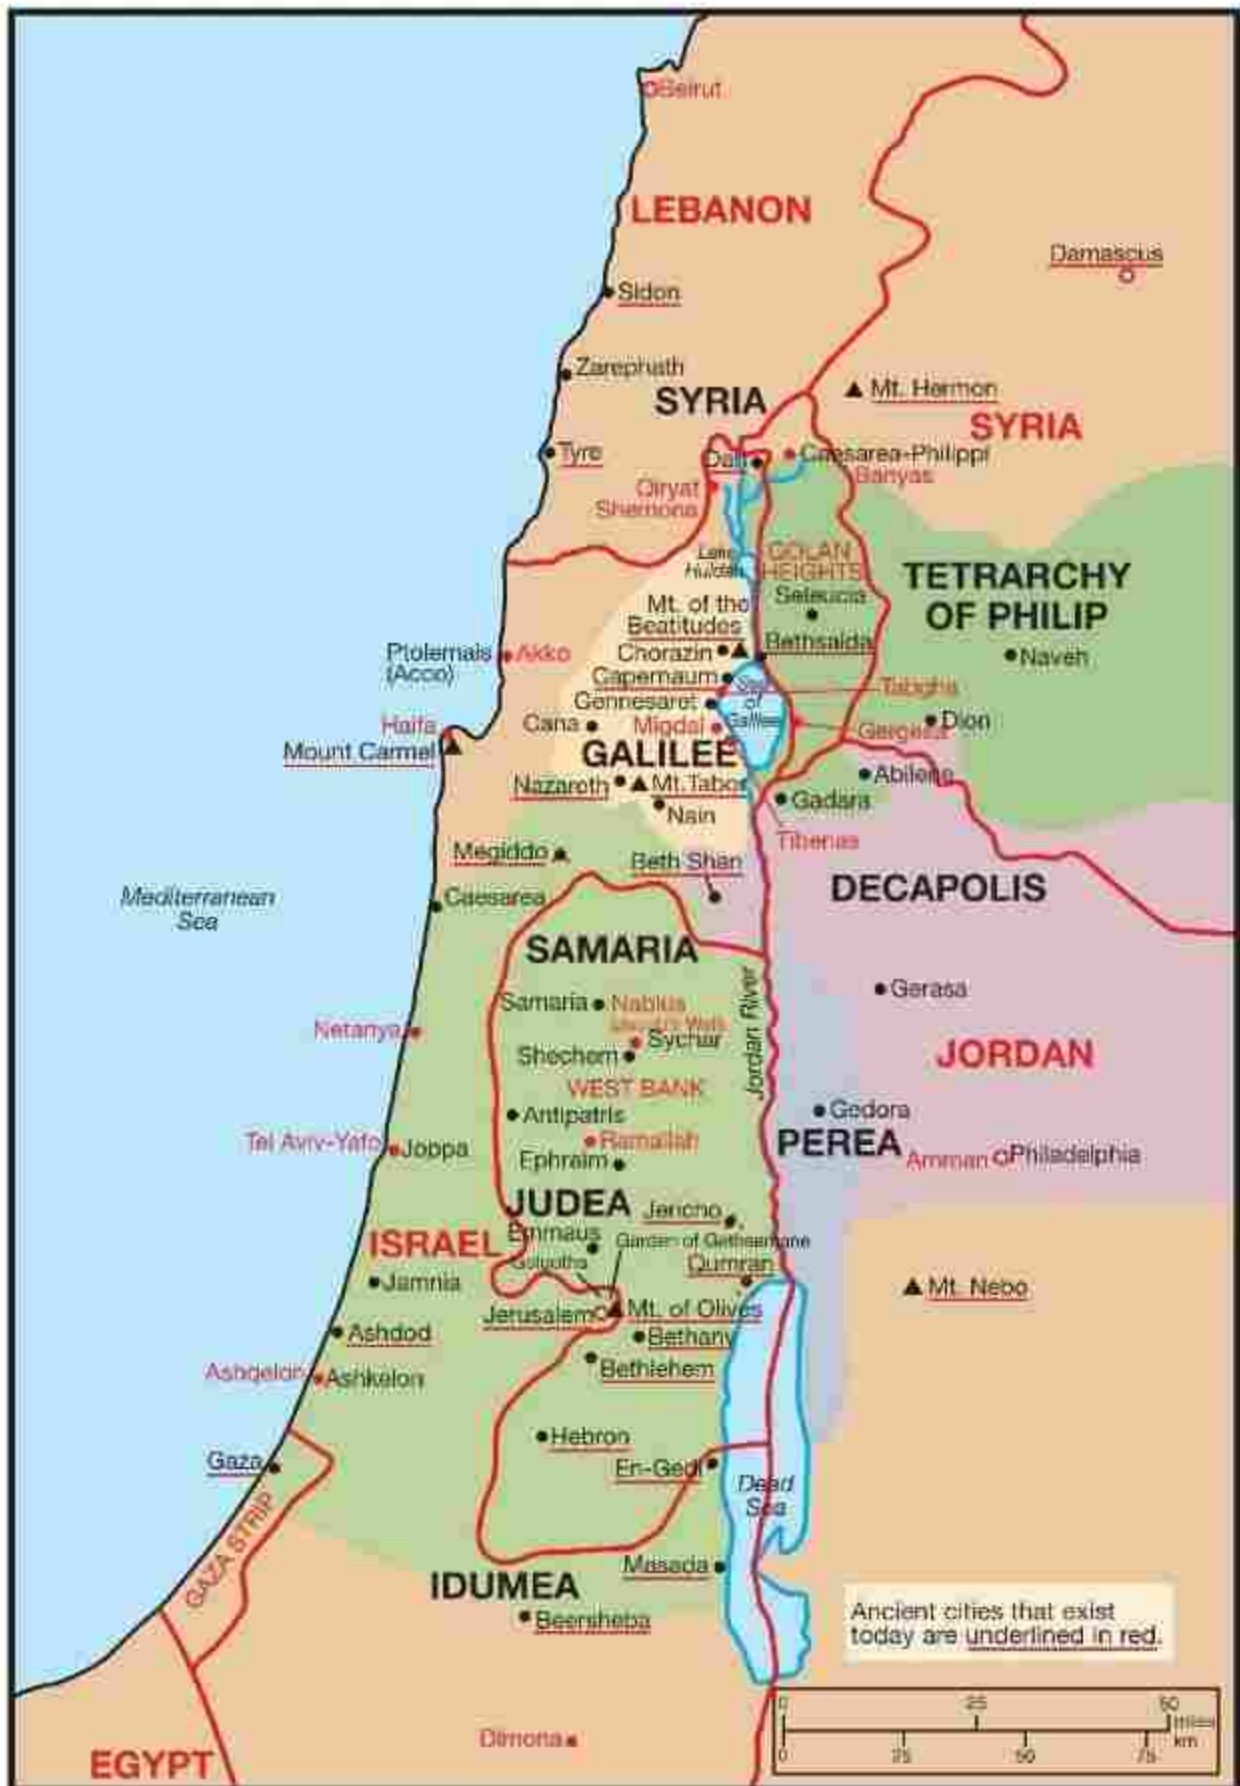 Beirut
LEBANON
Damascus
Sidon
Zarephath
Mt. Hermon
SYRIA
SYRIA
Tyre
Dan
Caesarea-Philippi
Banyas
Qiryat
Shemona
GOLAN
HEIGHTS
TETRARCHY
OF PHILIP
Seleucia
Mt. of the
Beatitudes
Bethsaida
Chorazin
Naveh
Ptolemais
(Acco)
Akko
Capernaum
Tabgha
Gennesaret
Sea
of
Galilee
Cana
Migdal
Dion
Gergesa
Haifa
Mount Carmel
GALILEE
Abilene
Nazareth
Mt. Tabor
Gadara
Nain
Megiddo
Beth Shan
Mediterranean
Sea
Caesarea
DECAPOLIS
SAMARIA
Samaria
Nablus
Gerasa
Netanya
Sychar
Shechem
Jordan River
JORDAN
WEST BANK
Antipatris
Gedora
Tel Aviv-Yafo
Joppa
Ramallah
PEREA
Amman
Philadelphia
Ephraim
JUDEA
Jericho
ISRAEL
Emmaus
Garden of Gethsemane
Qumran
Jamnia
Mt. Nebo
Jerusalem
Mt. of Olives
Ashdod
Bethany
Ashqelon
Ashkelon
Bethlehem
Hebron
Gaza
En-Gedi
Dead
Sea
GAZA STRIP
Masada
IDUMEA
Beersheba
Ancient cities that exist
today are underlined in red.
0 25 50
miles
km
0 25 50 75
Dimona
EGYPT